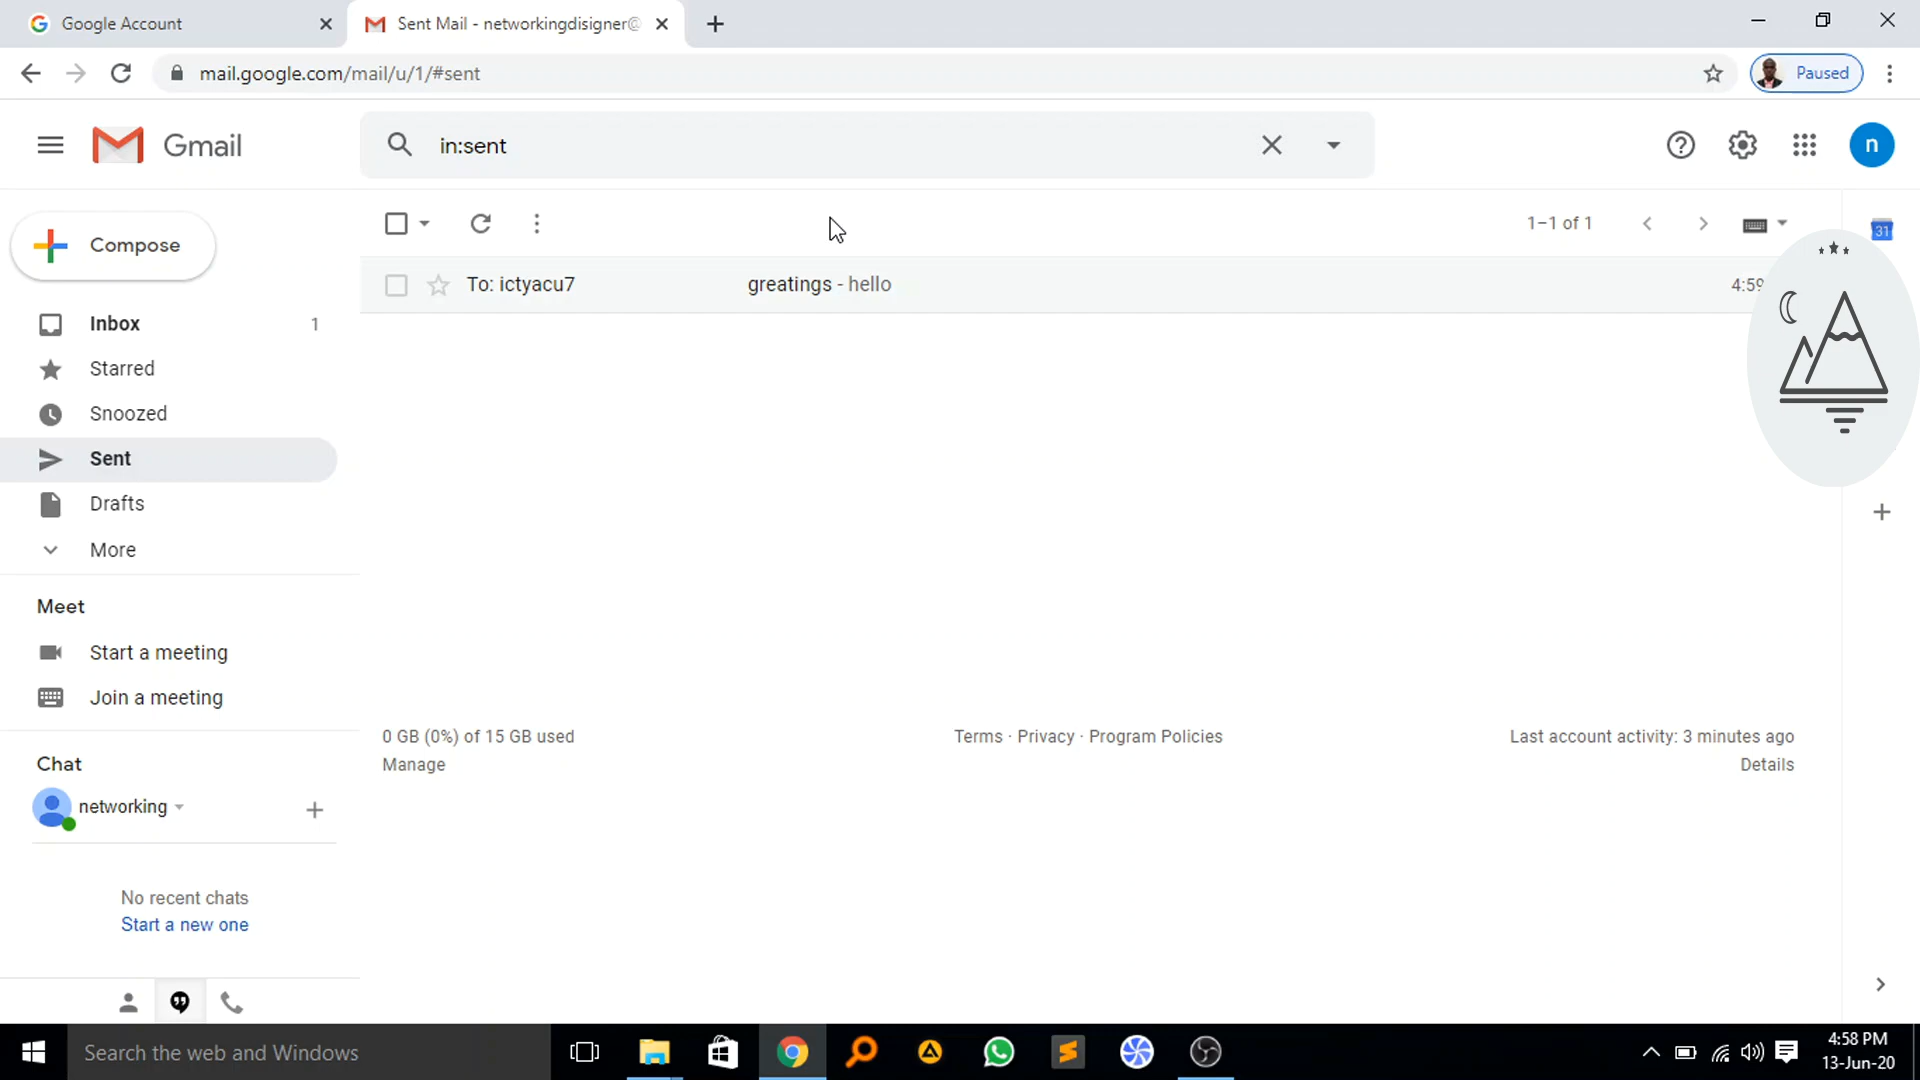 Google Account
Sent Mail - networkingdisigner@
mail.google.com/mail/u/1/#sent
Paused
Gmail
in:sent
n
Compose
1–1 of 1
31
To: ictyacu7
greatings - hello
4:59
Inbox
1
Starred
Snoozed
Sent
Drafts
More
Meet
Start a meeting
Join a meeting
0 GB (0%) of 15 GB used
Manage
Terms · Privacy · Program Policies
Last account activity: 3 minutes ago
Details
Chat
networking
No recent chats
Start a new one
Search the web and Windows
4:58 PM
13-Jun-20